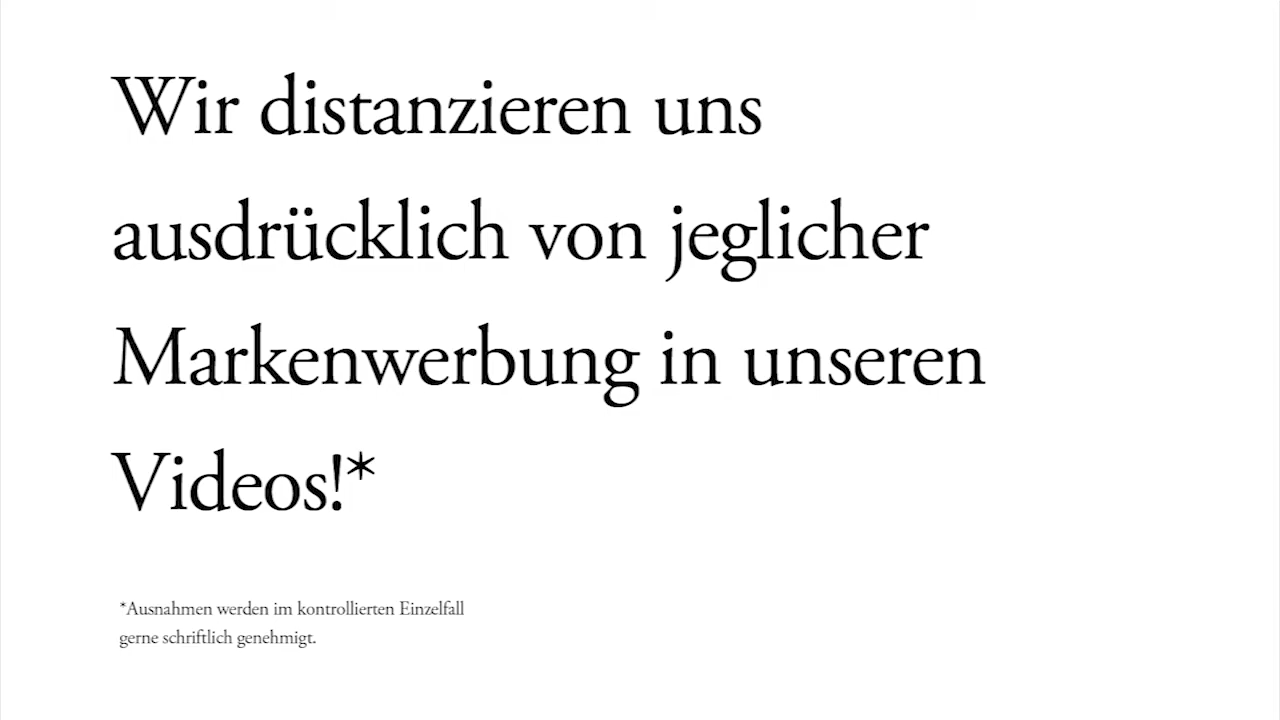 Wir distanzieren uns
ausdrücklich von jeglicher
Markenwerbung in unseren
Videos!*
*Ausnahmen werden im kontrollierten Einzelfall
gerne schriftlich genehmigt.